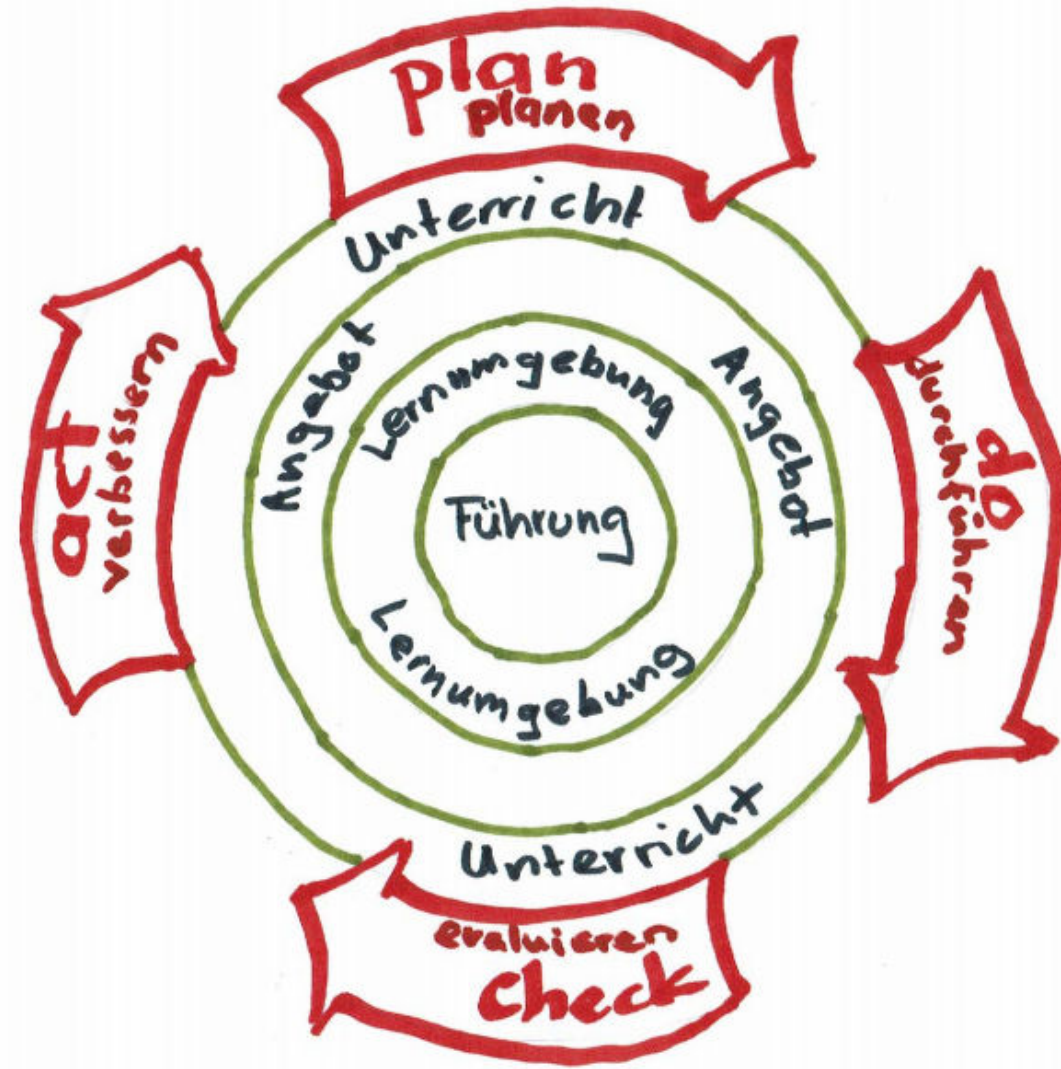 plan
planen
Unterricht
Angebot
Angebot
Lernumgebung
Führung
Lernumgebung
Unterricht
act
verbessern
do
durchführen
evaluieren
Check